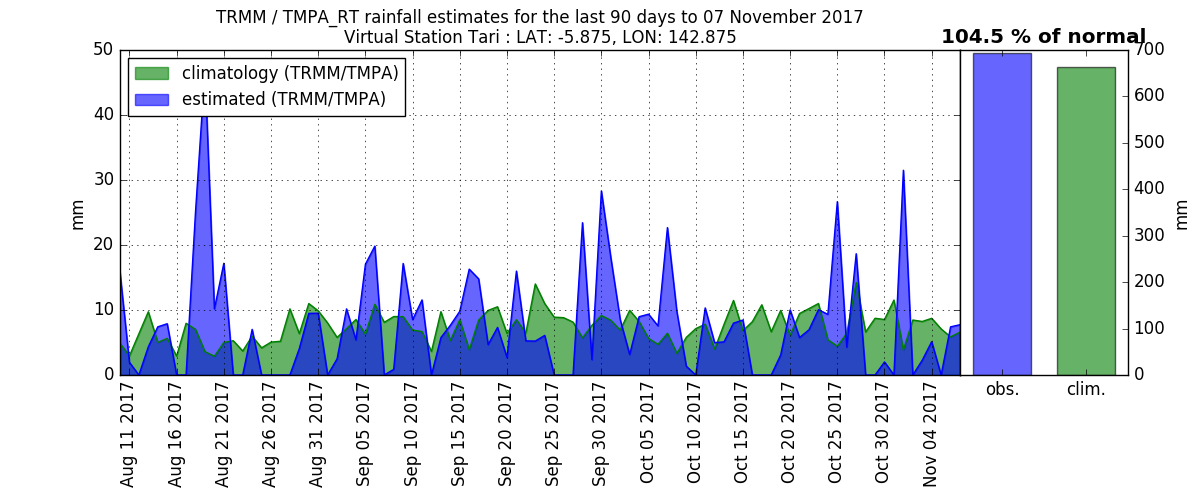 TRMM / TMPA_RT rainfall estimates for the last 90 days to 07 November 2017
Virtual Station Tari : LAT: -5.875, LON: 142.875
104.5 % of normal
climatology (TRMM/TMPA)
estimated (TRMM/TMPA)
50
40
30
20
10
0
mm
Aug 11 2017
Aug 16 2017
Aug 21 2017
Aug 26 2017
Aug 31 2017
Sep 05 2017
Sep 10 2017
Sep 15 2017
Sep 20 2017
Sep 25 2017
Sep 30 2017
Oct 05 2017
Oct 10 2017
Oct 15 2017
Oct 20 2017
Oct 25 2017
Oct 30 2017
Nov 04 2017
700
600
500
400
300
200
100
0
mm
obs.
clim.